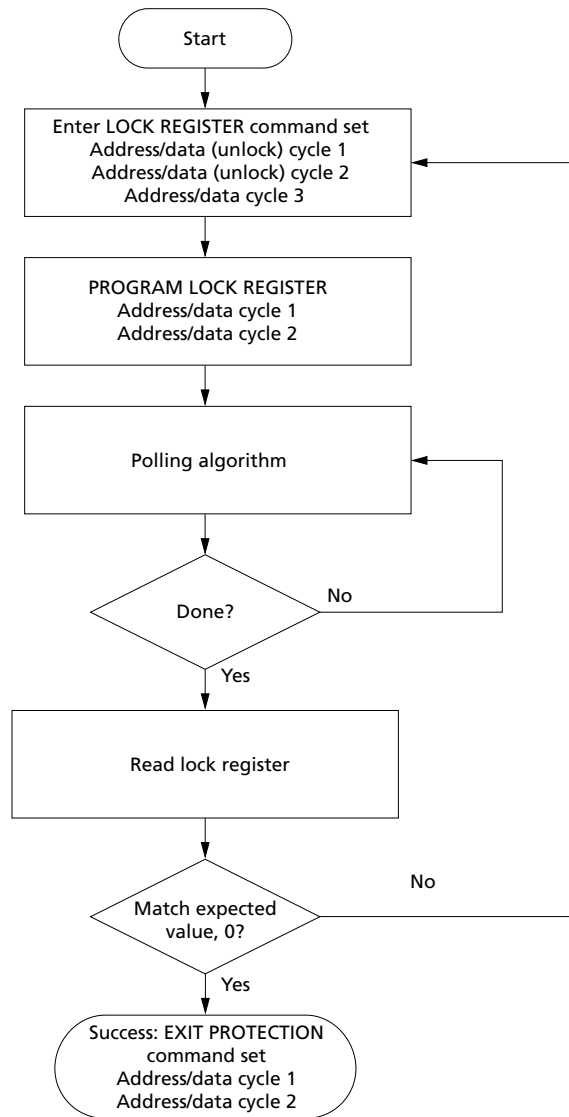 Start
Enter LOCK REGISTER command set
Address/data (unlock) cycle 1
Address/data (unlock) cycle 2
Address/data cycle 3
PROGRAM LOCK REGISTER
Address/data cycle 1
Address/data cycle 2
Polling algorithm
Done?
No
Yes
Read lock register
Match expected
value, 0?
No
Yes
Success: EXIT PROTECTION
command set
Address/data cycle 1
Address/data cycle 2